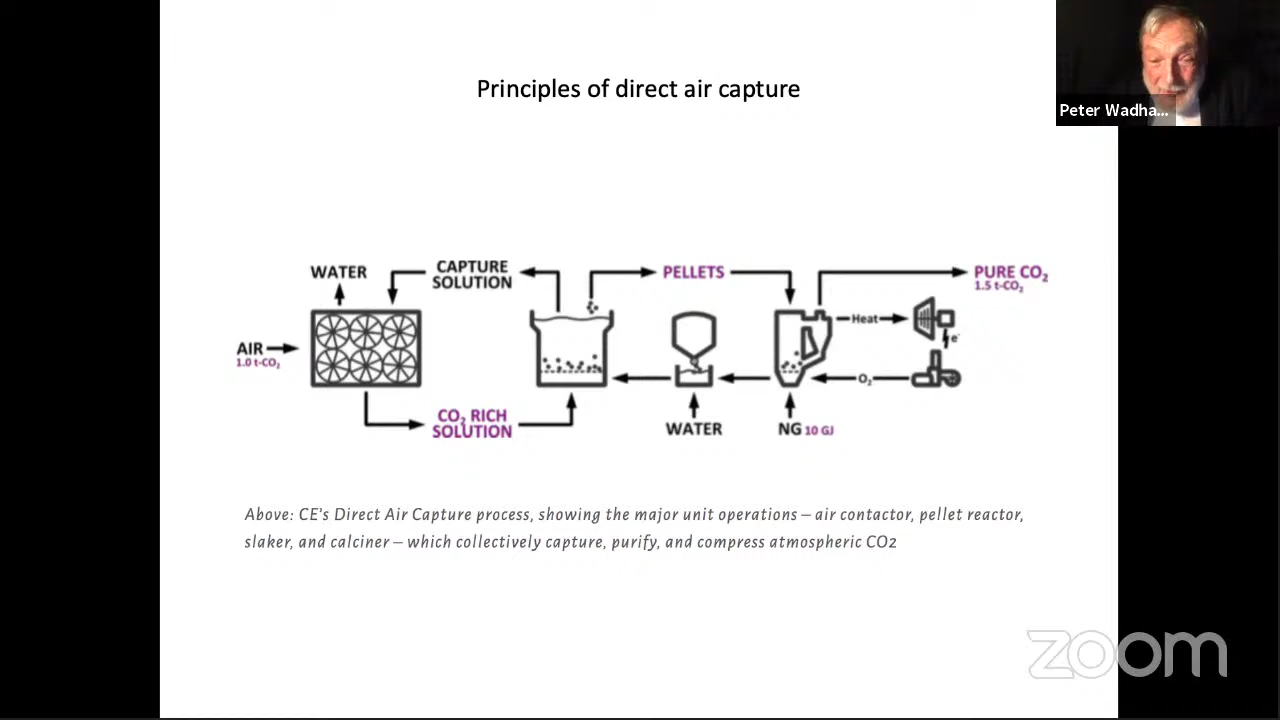 Principles of direct air capture
Peter Wadha...
WATER
CAPTURE
SOLUTION
PELLETS
PURE CO₂
1.5 t-CO₂
Heat
e⁻
AIR
1.0 t-CO₂
O₂
CO₂ RICH
SOLUTION
WATER
NG 10 GJ
Above: CE's Direct Air Capture process, showing the major unit operations – air contactor, pellet reactor,
slaker, and calciner – which collectively capture, purify, and compress atmospheric CO2
zoom